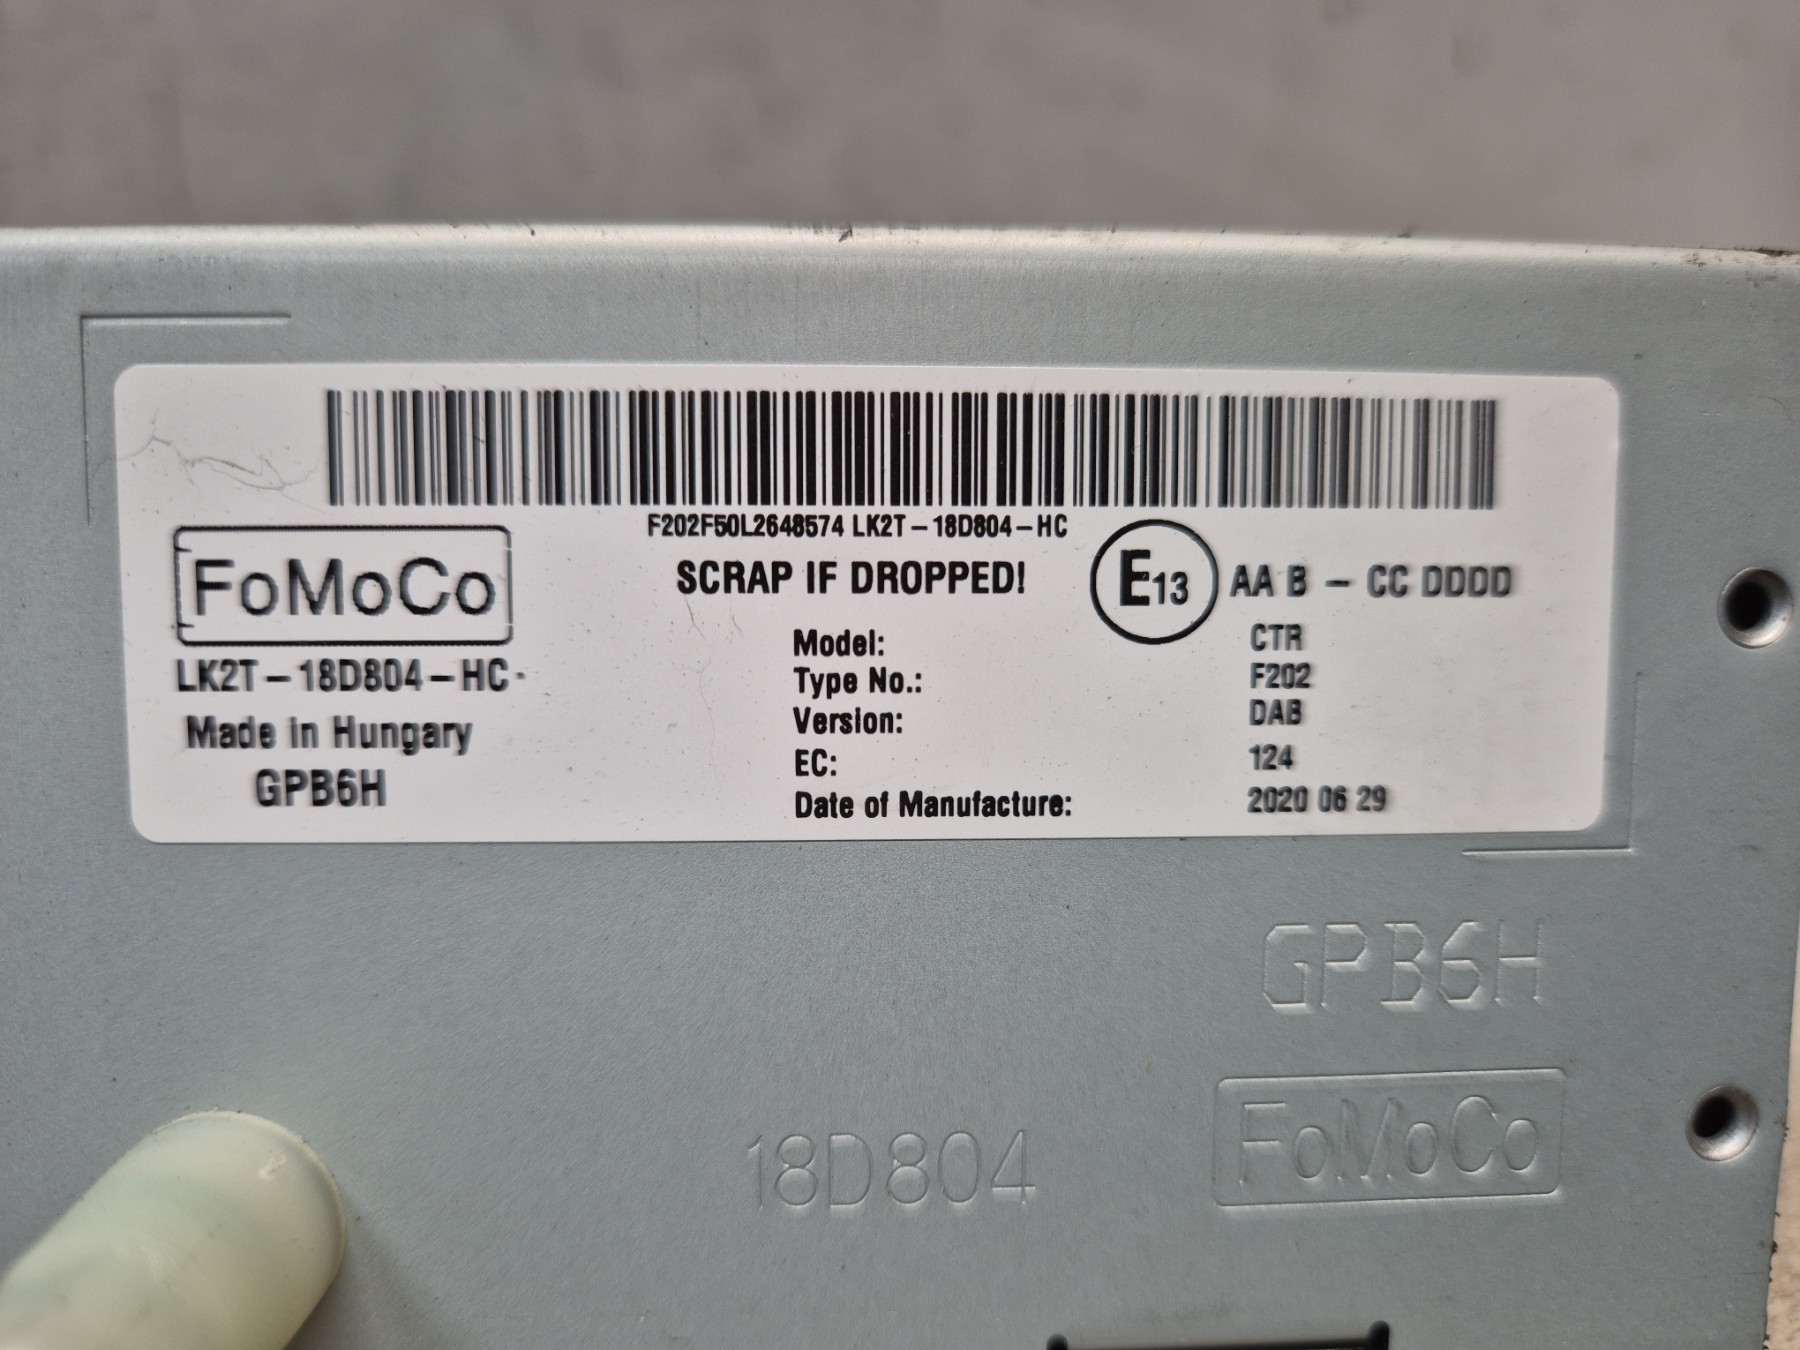 F202F50L2648574 LK2T-18D804-HC
FoMoCo
SCRAP IF DROPPED!
E13
AA B - CC DDDD
LK2T-18D804-HC
Made in Hungary
GPB6H
Model: CTR
Type No.: F202
Version: DAB
EC: 124
Date of Manufacture: 2020 06 29
GPB6H
FoMoCo
18D804